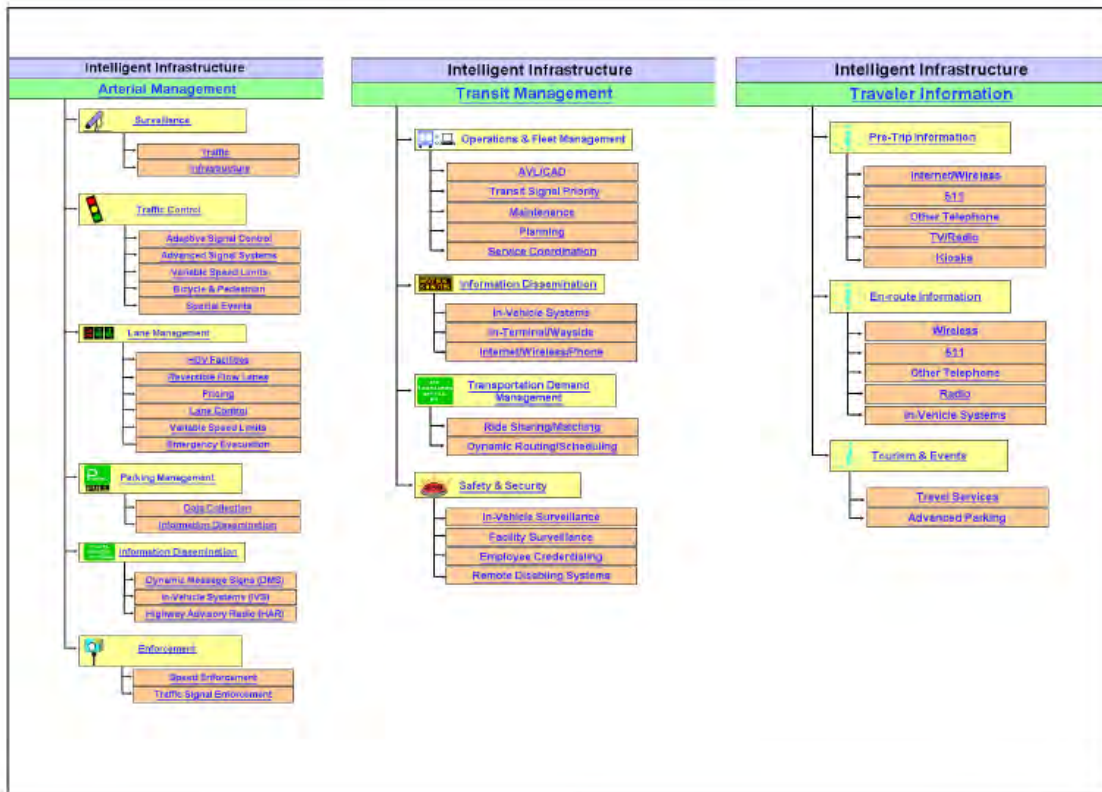 Intelligent Infrastructure
Arterial Management
Surveillance
Traffic
Infrastructure
Traffic Control
Adaptive Signal Control
Advanced Signal Systems
Variable Speed Limits
Bicycle & Pedestrian
Special Events
Lane Management
HOV Facilities
Reversible Flow Lanes
Pricing
Lane Control
Variable Speed Limits
Emergency Evacuation
Parking Management
Data Collection
Information Dissemination
Information Dissemination
Dynamic Message Signs (DMS)
In-Vehicle Systems (IVS)
Highway Advisory Radio (HAR)
Enforcement
Speed Enforcement
Traffic Signal Enforcement
Intelligent Infrastructure
Transit Management
Operations & Fleet Management
AVL/CAD
Transit Signal Priority
Maintenance
Planning
Service Coordination
Information Dissemination
In-Vehicle Systems
In-Terminal/Wayside
Internet/Wireless/Phone
Transportation Demand
Management
Ride Sharing/Matching
Dynamic Routing/Scheduling
Safety & Security
In-Vehicle Surveillance
Facility Surveillance
Employee Credentialing
Remote Disabling Systems
Intelligent Infrastructure
Traveler Information
Pre-Trip Information
Internet/Wireless
511
Other Telephone
TV/Radio
Kiosks
En-route Information
Wireless
511
Other Telephone
Radio
In-Vehicle Systems
Tourism & Events
Travel Services
Advanced Parking